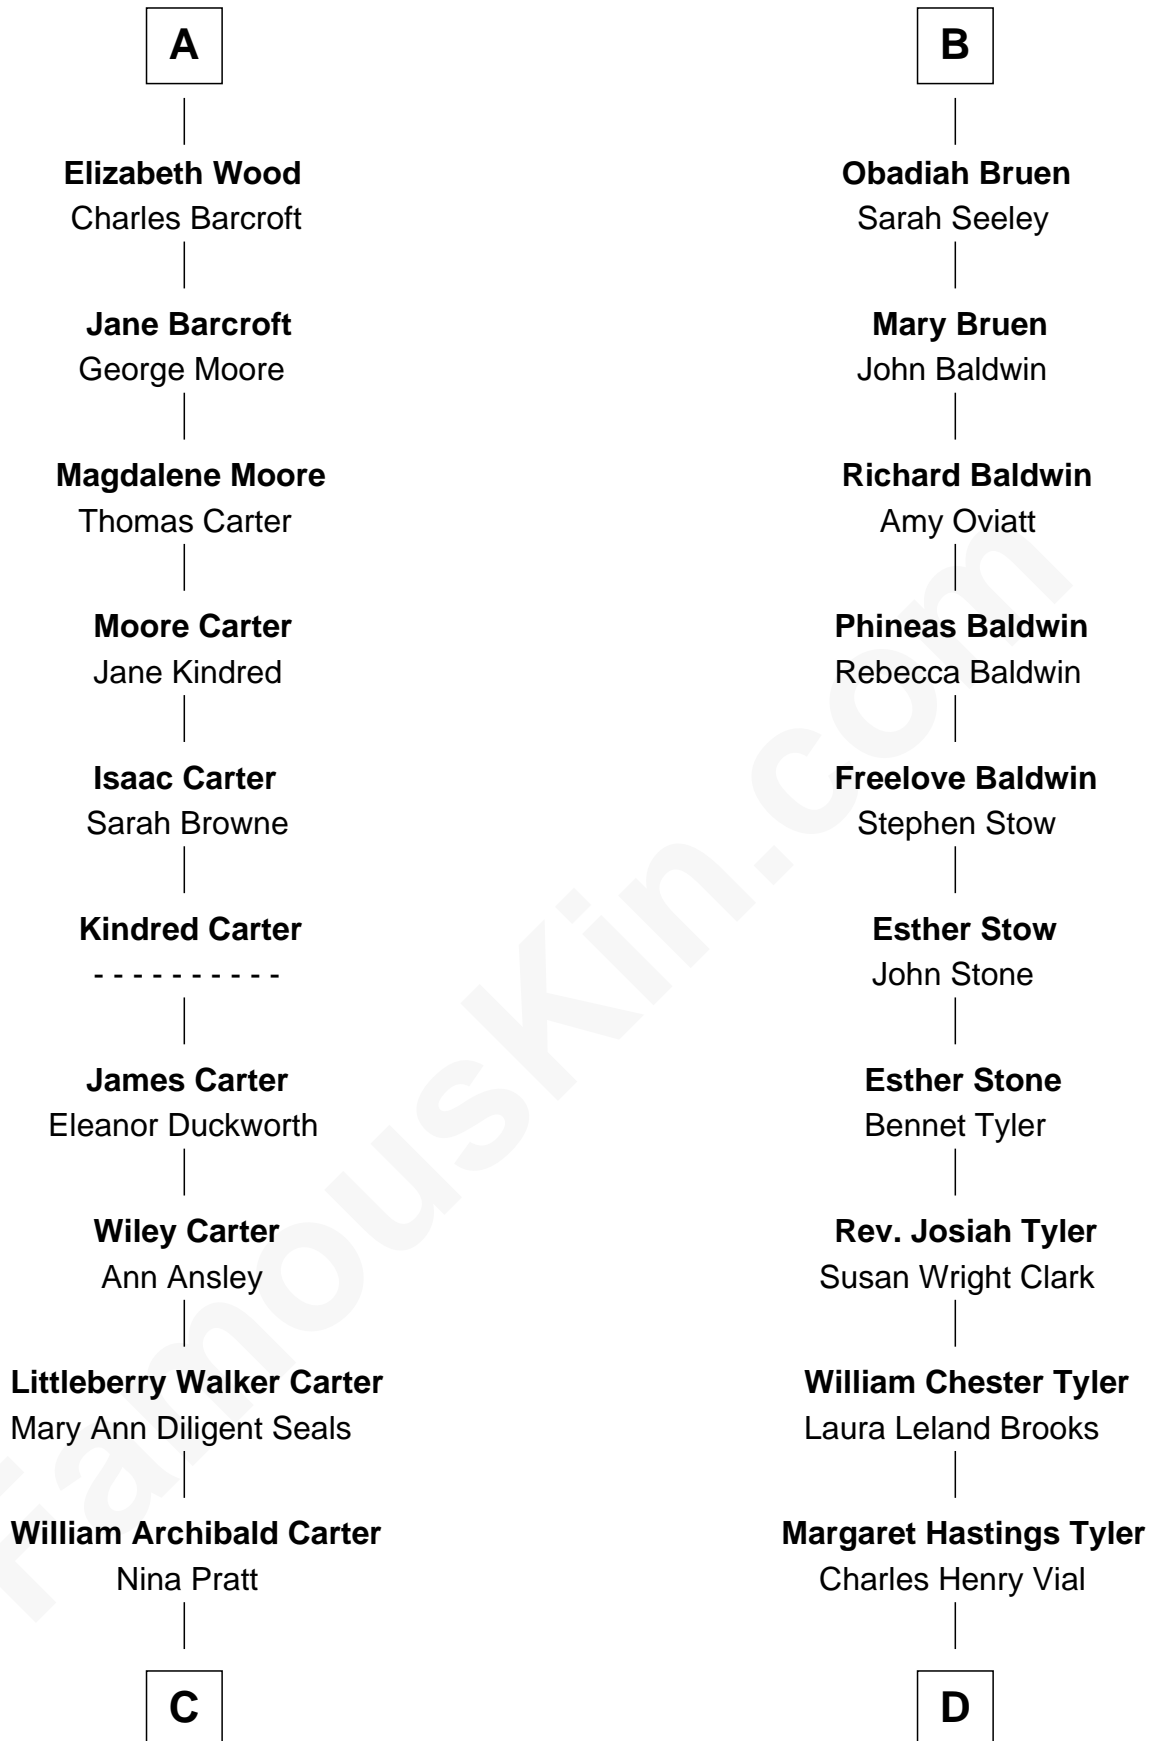 A
Elizabeth Wood
Charles Barcroft
Jane Barcroft
George Moore
Magdalene Moore
Thomas Carter
Moore Carter
Jane Kindred
Isaac Carter
Sarah Browne
Kindred Carter
- - - - - - - - - -
James Carter
Eleanor Duckworth
Wiley Carter
Ann Ansley
Littleberry Walker Carter
Mary Ann Diligent Seals
William Archibald Carter
Nina Pratt
C
B
Obadiah Bruen
Sarah Seeley
Mary Bruen
John Baldwin
Richard Baldwin
Amy Oviatt
Phineas Baldwin
Rebecca Baldwin
Freelove Baldwin
Stephen Stow
Esther Stow
John Stone
Esther Stone
Bennet Tyler
Rev. Josiah Tyler
Susan Wright Clark
William Chester Tyler
Laura Leland Brooks
Margaret Hastings Tyler
Charles Henry Vial
D
FamousKin.com